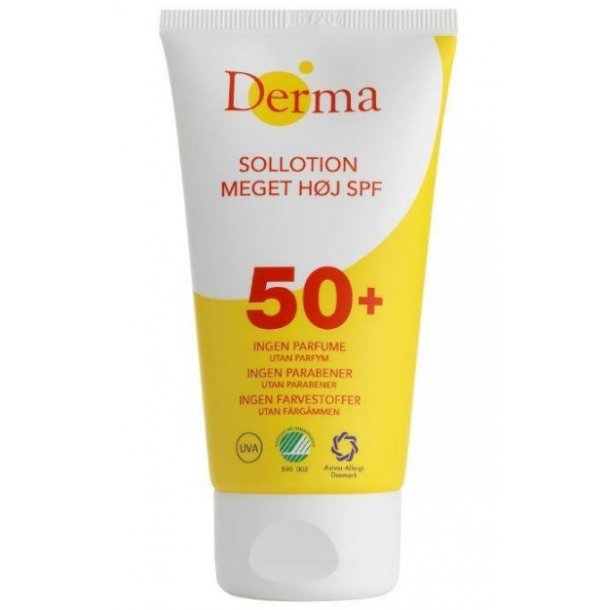 Derma
SOLLOTION
MEGET HØJ SPF
50+
INGEN PARFUME
UTAN PARFYM
INGEN PARABENER
UTAN PARABENER
INGEN FARVESTOFFER
UTAN FÄRGÄMMEN
UVA
Astma-Allergi
Danmark